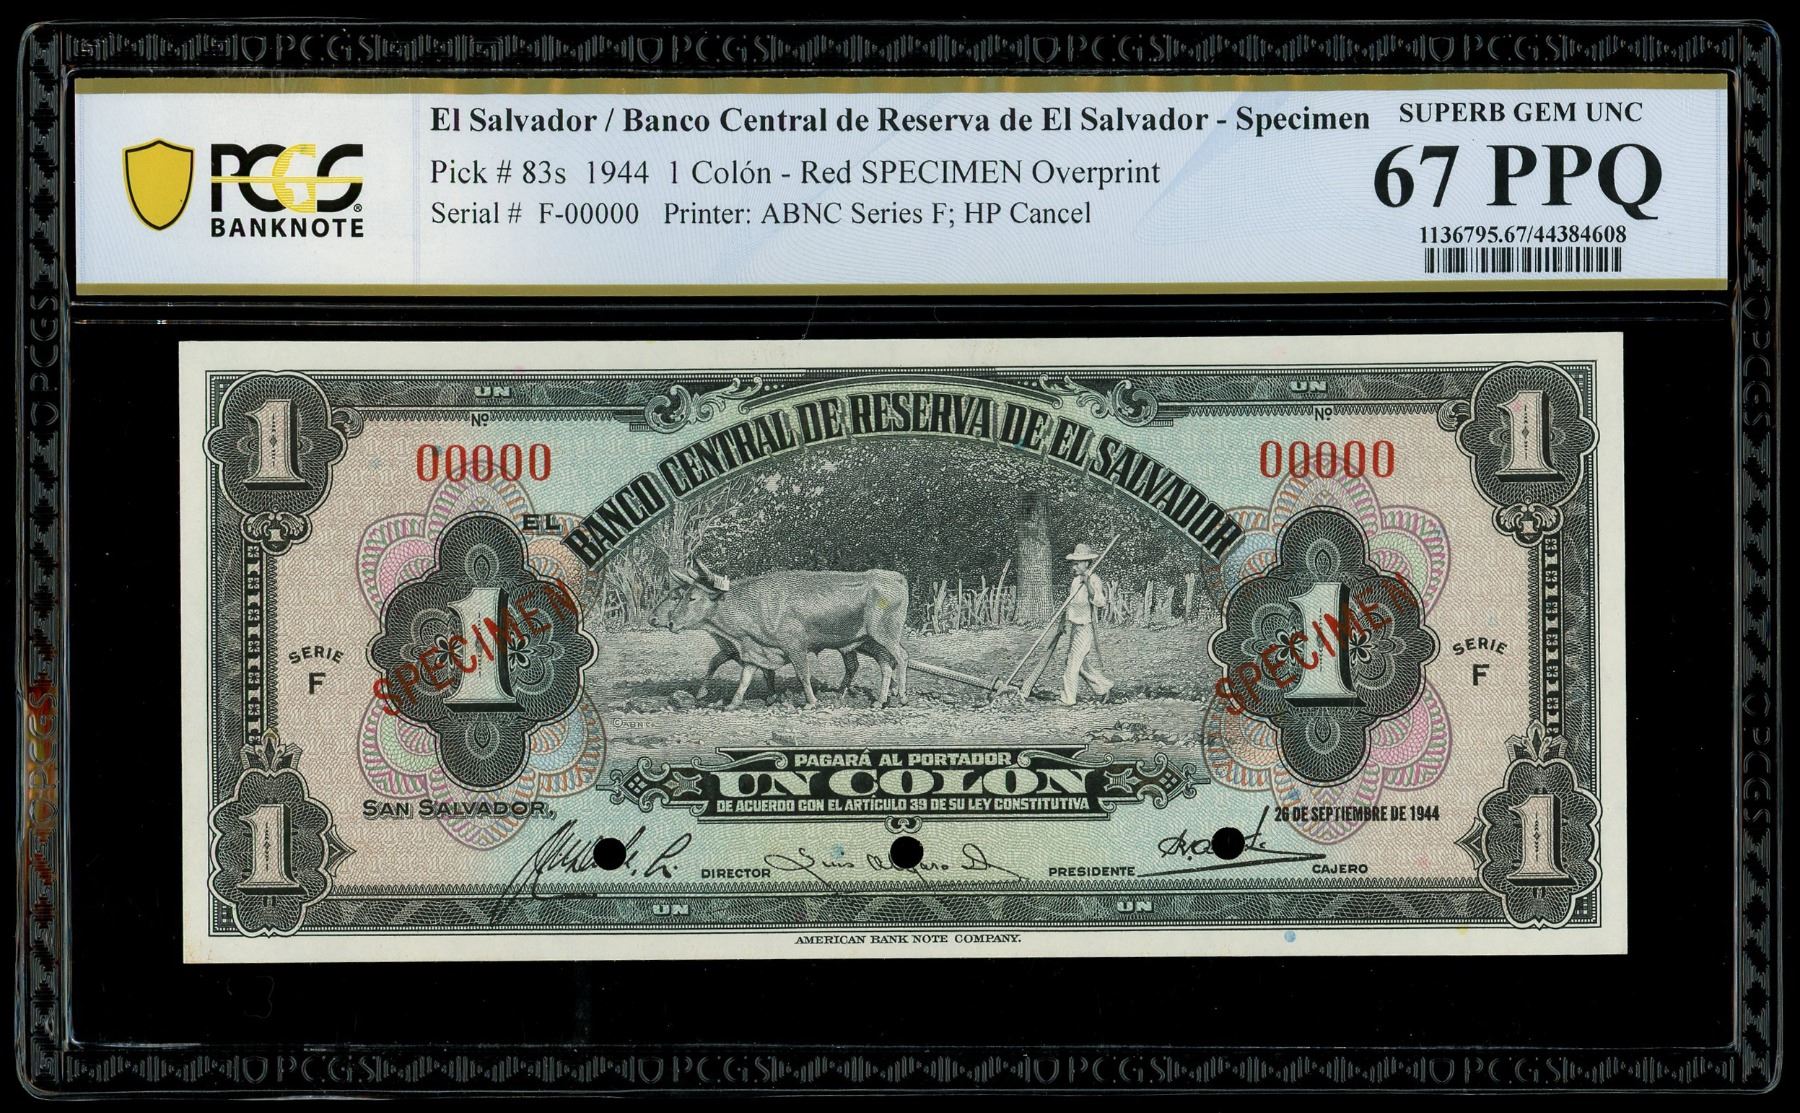 El Salvador / Banco Central de Reserva de El Salvador - Specimen
Pick # 83s 1944 1 Colón - Red SPECIMEN Overprint
Serial # F-00000 Printer: ABNC Series F; HP Cancel
PCGS
BANKNOTE
SUPERB GEM UNC
67 PPQ
1136795.67/44384608
UN UN
1 1
Nº Nº
00000 00000
EL
BANCO CENTRAL DE RESERVA DE EL SALVADOR
1 1
SPECIMEN SPECIMEN
SERIE
F
SERIE
F
©ABNC.
PAGARÁ AL PORTADOR
UN COLÓN
DE ACUERDO CON EL ARTÍCULO 39 DE SU LEY CONSTITUTIVA
SAN SALVADOR,
26 DE SEPTIEMBRE DE 1944
1 1
DIRECTOR PRESIDENTE CAJERO
UN UN
AMERICAN BANK NOTE COMPANY.